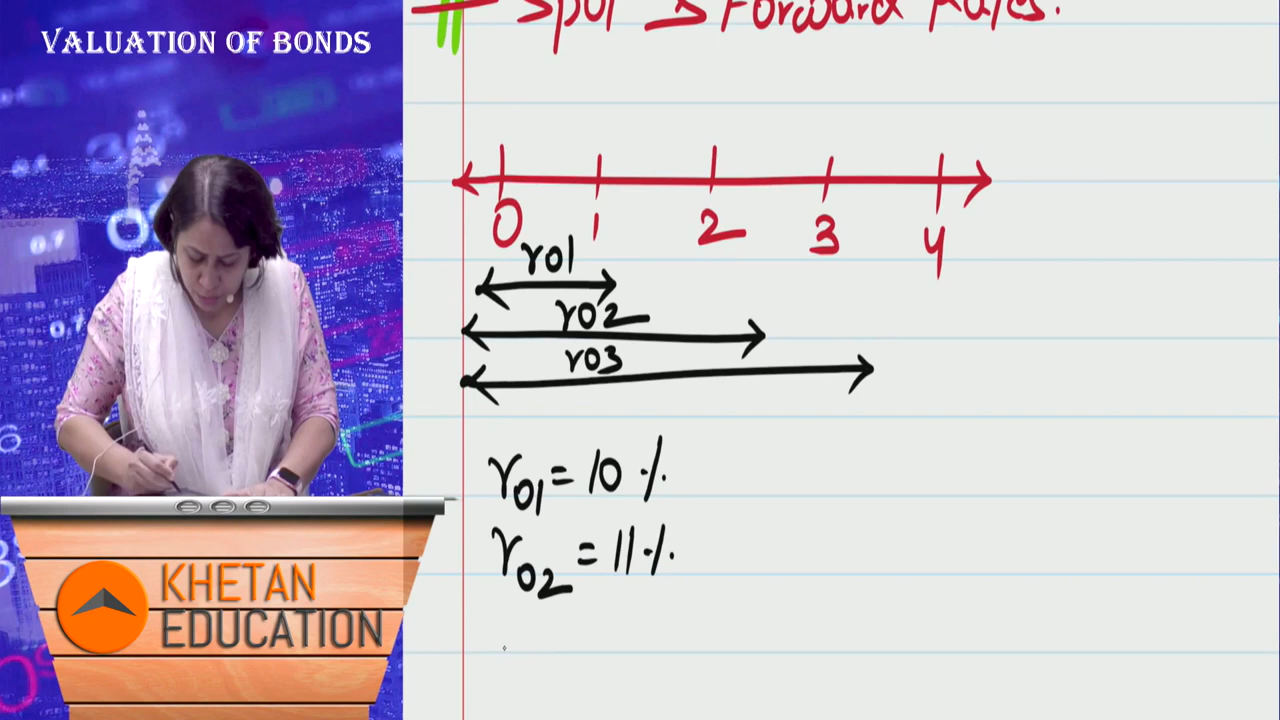 VALUATION OF BONDS
Spot & Forward Rates.
0 1 2 3 4
r01
r02
r03
r01 = 10 %
r02 = 11 %
KHETAN
EDUCATION